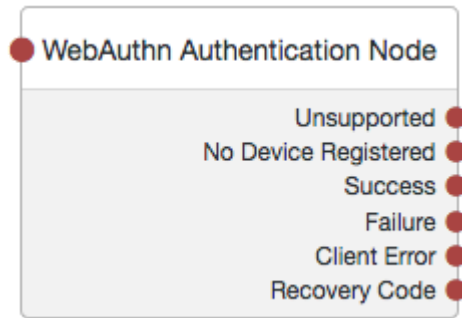 WebAuthn Authentication Node
Unsupported
No Device Registered
Success
Failure
Client Error
Recovery Code